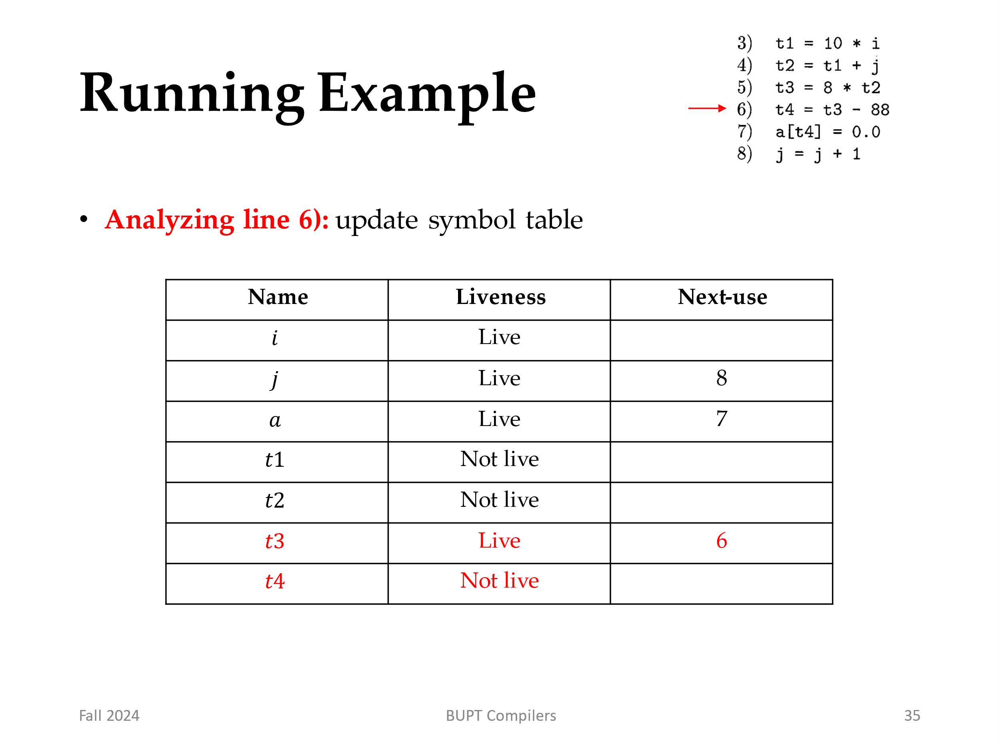 3) t1 = 10 * i
4) t2 = t1 + j
5) t3 = 8 * t2
6) t4 = t3 - 88
7) a[t4] = 0.0
8) j = j + 1
Running Example
• Analyzing line 6): update symbol table
Name Liveness Next-use
i Live
j Live 8
a Live 7
t1 Not live
t2 Not live
t3 Live 6
t4 Not live
Fall 2024 BUPT Compilers 35